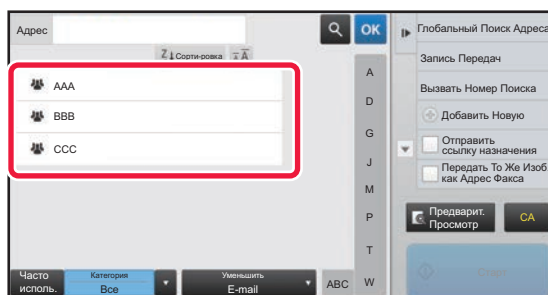 Адрес
OK
Z↓Сорти-ровка
AAA
BBB
CCC
A
D
G
J
M
P
T
W
Часто
исполь.
Категория
Все
Уменьшить
E-mail
ABC
Глобальный Поиск Адреса
Запись Передач
Вызвать Номер Поиска
Добавить Новую
Отправить
ссылку назначения
Передать То Же Изоб.
как Адрес Факса
Предварит.
Просмотр
CA
Старт